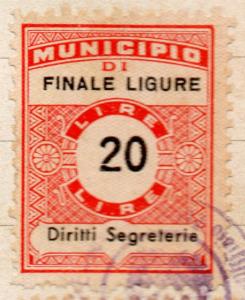 MUNICIPIO
DI
FINALE LIGURE
LIRE
20
LIRE
Diritti Segreterie